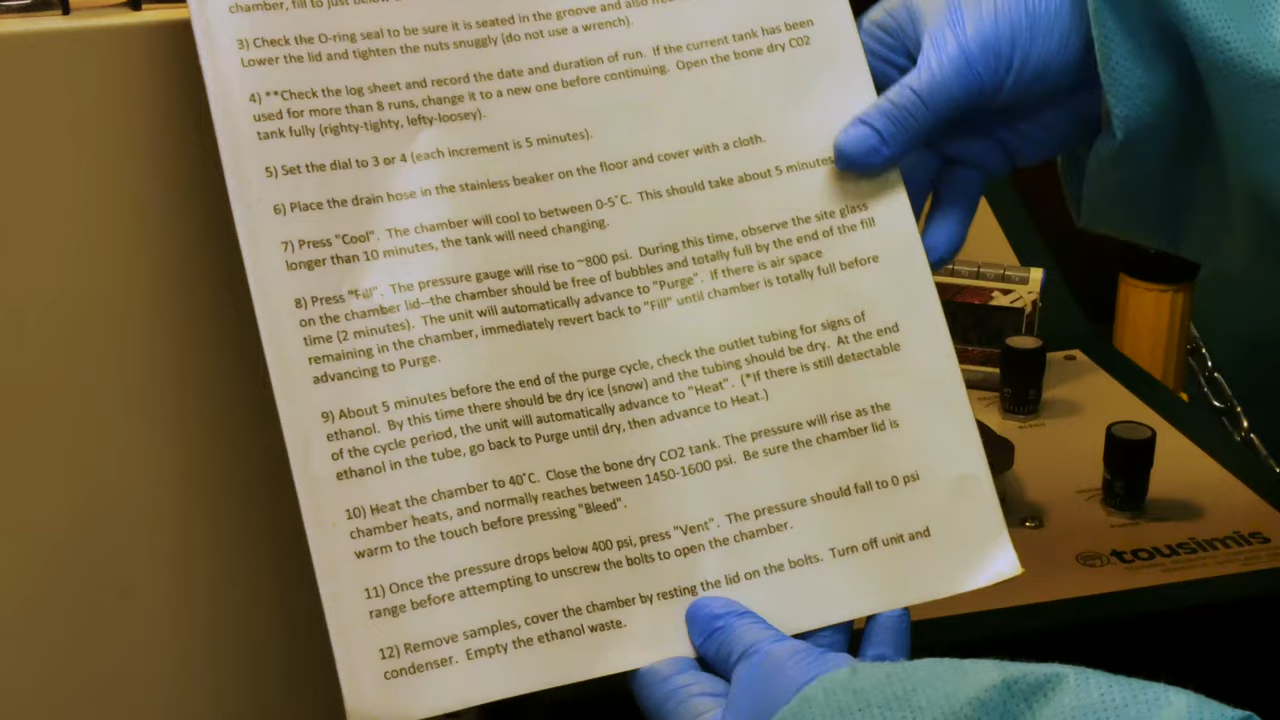 chamber, fill to just below
3) Check the O-ring seal to be sure it is seated in the groove and also
Lower the lid and tighten the nuts snuggly (do not use a wrench).
4) **Check the log sheet and record the date and duration of run. If the current tank has been
used for more than 8 runs, change it to a new one before continuing. Open the bone dry CO2
tank fully (righty-tighty, lefty-loosey).
5) Set the dial to 3 or 4 (each increment is 5 minutes).
6) Place the drain hose in the stainless beaker on the floor and cover with a cloth.
7) Press "Cool". The chamber will cool to between 0-5˚C. This should take about 5 minutes
longer than 10 minutes, the tank will need changing.
8) Press "Fill". The pressure gauge will rise to ~800 psi. During this time, observe the site glass
on the chamber lid--the chamber should be free of bubbles and totally full by the end of the fill
time (2 minutes). The unit will automatically advance to "Purge". If there is air space
remaining in the chamber, immediately revert back to "Fill" until chamber is totally full before
advancing to Purge.
9) About 5 minutes before the end of the purge cycle, check the outlet tubing for signs of
ethanol. By this time there should be dry ice (snow) and the tubing should be dry. At the end
of the cycle period, the unit will automatically advance to "Heat". (*If there is still detectable
ethanol in the tube, go back to Purge until dry, then advance to Heat.)
10) Heat the chamber to 40˚C. Close the bone dry CO2 tank. The pressure will rise as the
chamber heats, and normally reaches between 1450-1600 psi. Be sure the chamber lid is
warm to the touch before pressing "Bleed".
11) Once the pressure drops below 400 psi, press "Vent". The pressure should fall to 0 psi
range before attempting to unscrew the bolts to open the chamber.
12) Remove samples, cover the chamber by resting the lid on the bolts. Turn off unit and
condenser. Empty the ethanol waste.
tousimis